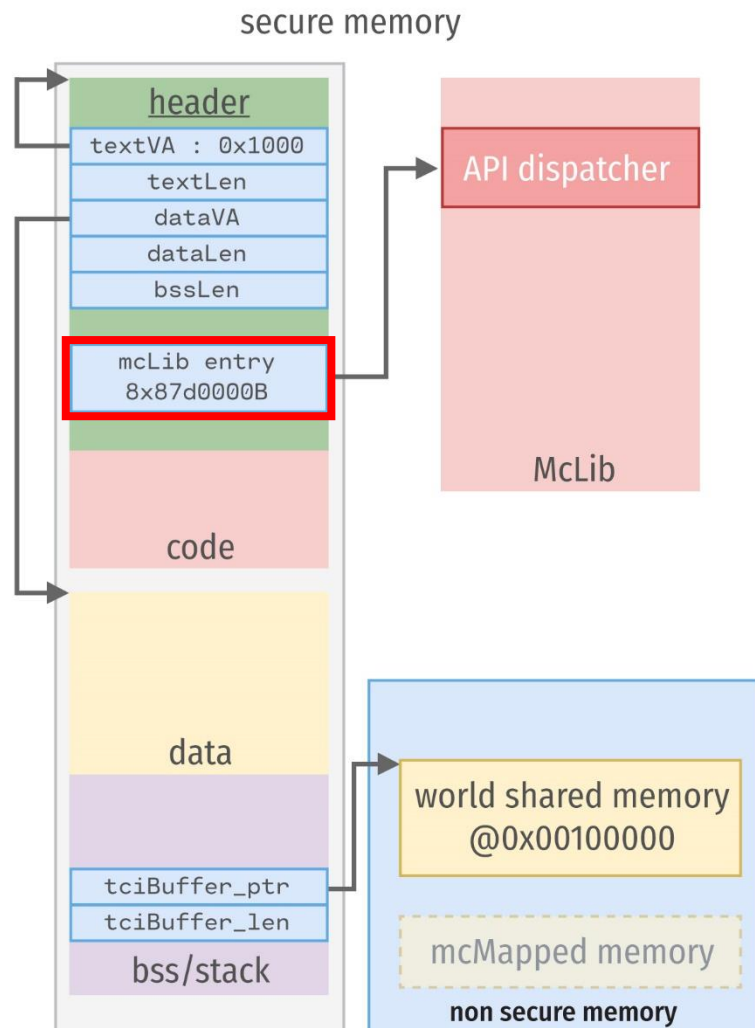 secure memory
header
textVA : 0x1000
textLen
dataVA
dataLen
bssLen
mcLib entry
8x87d0000B
code
data
tciBuffer_ptr
tciBuffer_len
bss/stack
API dispatcher
McLib
world shared memory
@0x00100000
mcMapped memory
non secure memory